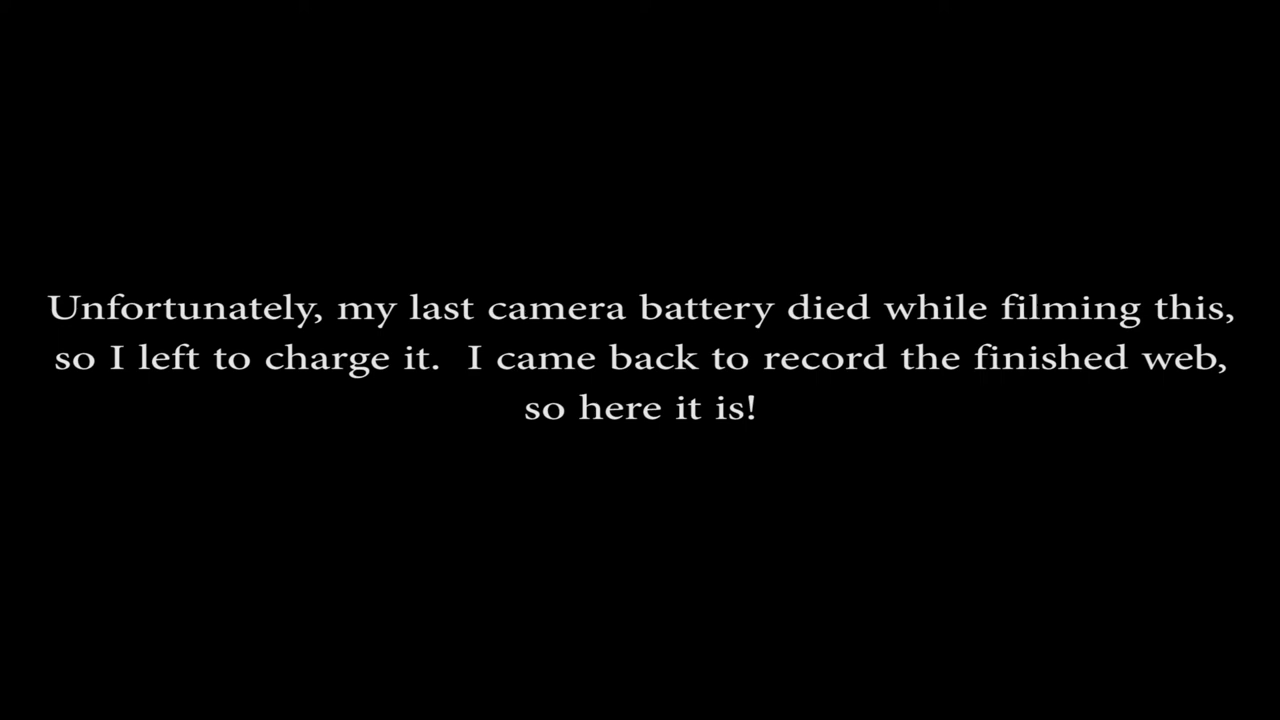 Unfortunately, my last camera battery died while filming this,
so I left to charge it.  I came back to record the finished web,
so here it is!